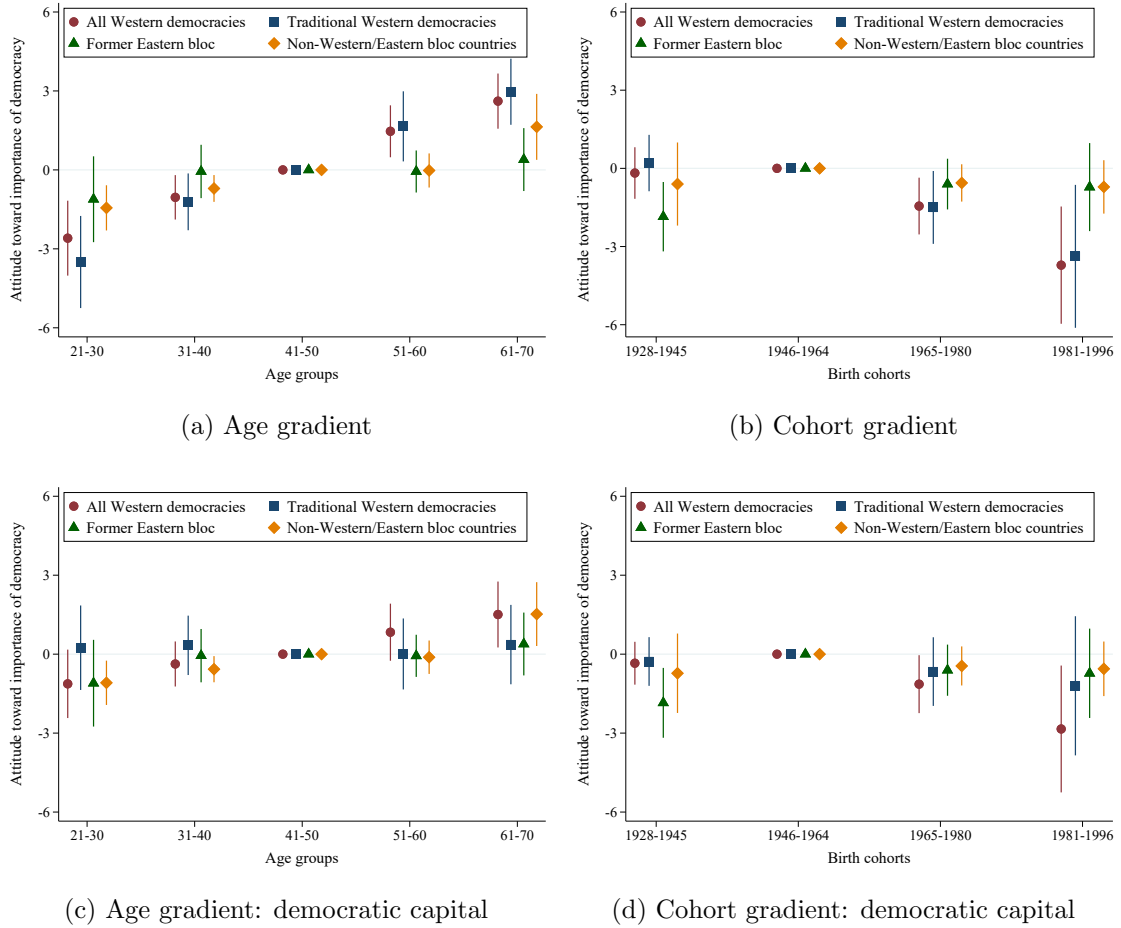 All Western democracies Traditional Western democracies
Former Eastern bloc Non-Western/Eastern bloc countries
Attitude toward importance of democracy
3
0
-3
-6
21-30 31-40 41-50 51-60 61-70
Age groups
(a) Age gradient
All Western democracies Traditional Western democracies
Former Eastern bloc Non-Western/Eastern bloc countries
Attitude toward importance of democracy
6
3
0
-3
-6
1928-1945 1946-1964 1965-1980 1981-1996
Birth cohorts
(b) Cohort gradient
All Western democracies Traditional Western democracies
Former Eastern bloc Non-Western/Eastern bloc countries
Attitude toward importance of democracy
6
3
0
-3
-6
21-30 31-40 41-50 51-60 61-70
Age groups
(c) Age gradient: democratic capital
All Western democracies Traditional Western democracies
Former Eastern bloc Non-Western/Eastern bloc countries
Attitude toward importance of democracy
6
3
0
-3
-6
1928-1945 1946-1964 1965-1980 1981-1996
Birth cohorts
(d) Cohort gradient: democratic capital